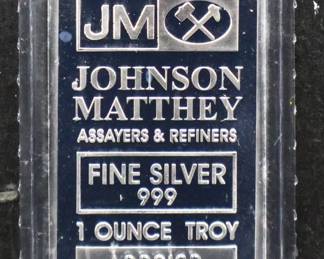 JM
JOHNSON
MATTHEY
ASSAYERS & REFINERS
FINE SILVER
999
1 OUNCE TROY